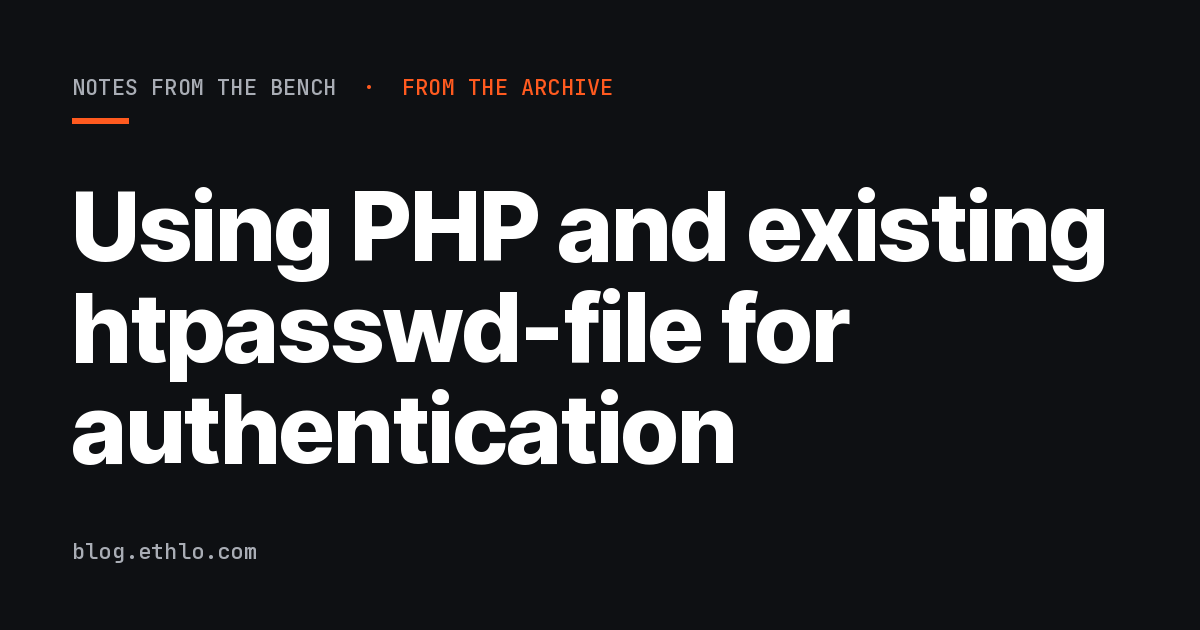 NOTES FROM THE BENCH · FROM THE ARCHIVE
Using PHP and existing
htpasswd-file for
authentication
blog.ethlo.com